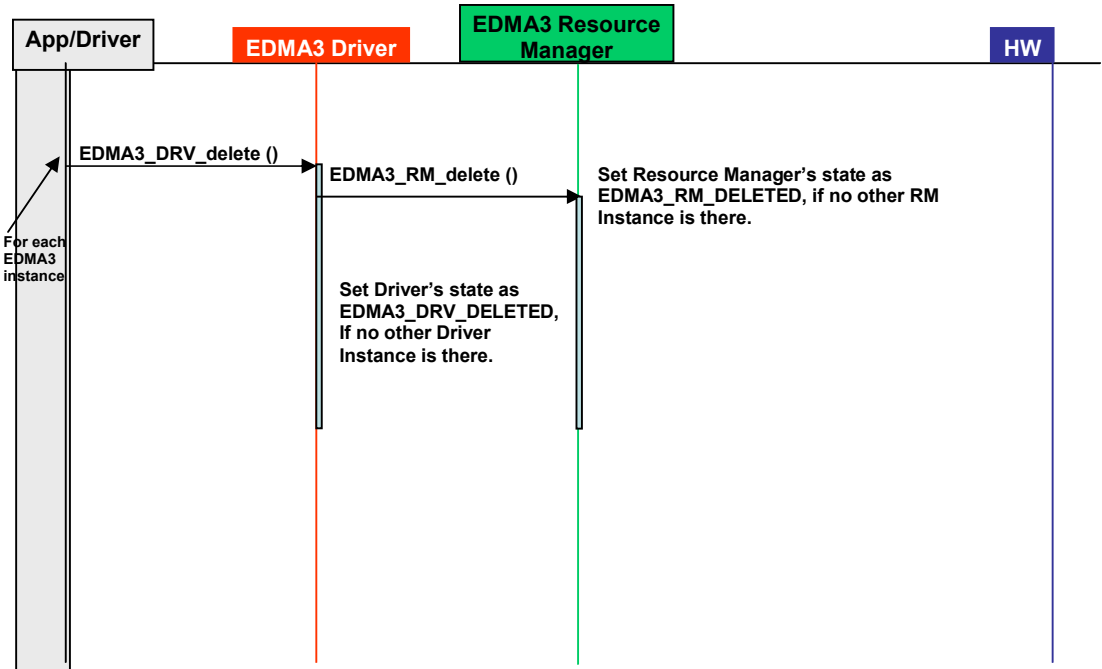 App/Driver
EDMA3 Driver
EDMA3 Resource
Manager
HW
EDMA3_DRV_delete ()
EDMA3_RM_delete ()
Set Resource Manager's state as
EDMA3_RM_DELETED, if no other RM
Instance is there.
For each
EDMA3
instance
Set Driver's state as
EDMA3_DRV_DELETED,
If no other Driver
Instance is there.